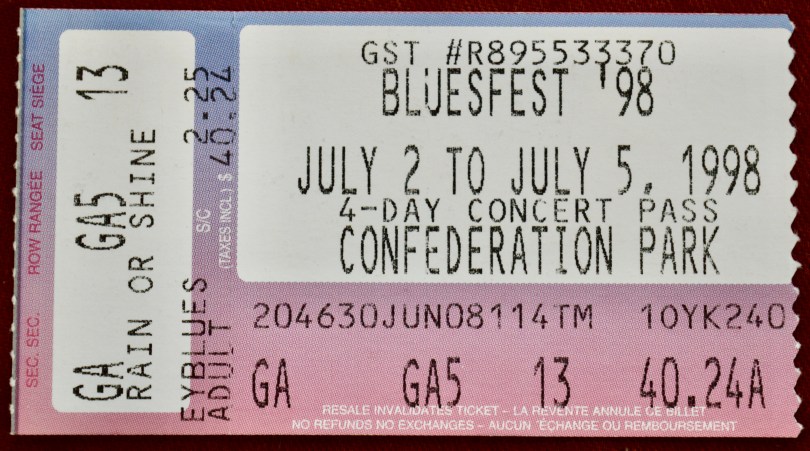 SEC. SEC. ROW RANGÉE SEAT SIÈGE
GA GA5 13
RAIN OR SHINE
EYBLUES 2.25
ADULT 40.24
S/C
(TAXES INCL.) $
GST #R895533370
BLUESFEST '98
JULY 2 TO JULY 5, 1998
4-DAY CONCERT PASS
CONFEDERATION PARK
204630JUN08114TM 10YK240
GA GA5 13 40.24A
RESALE INVALIDATES TICKET – LA REVENTE ANNULE CE BILLET
NO REFUNDS NO EXCHANGES – AUCUN ÉCHANGE OU REMBOURSEMENT